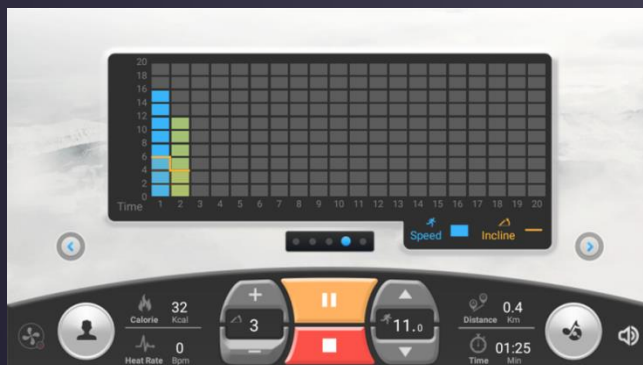 20
18
16
14
12
10
8
6
4
2
0
Time 1 2 3 4 5 6 7 8 9 10 11 12 13 14 15 16 17 18 19 20
Speed Incline
Calorie 32 Kcal
Heat Rate 0 Bpm
3
11.0
Distance 0.4 Km
Time 01:25 Min